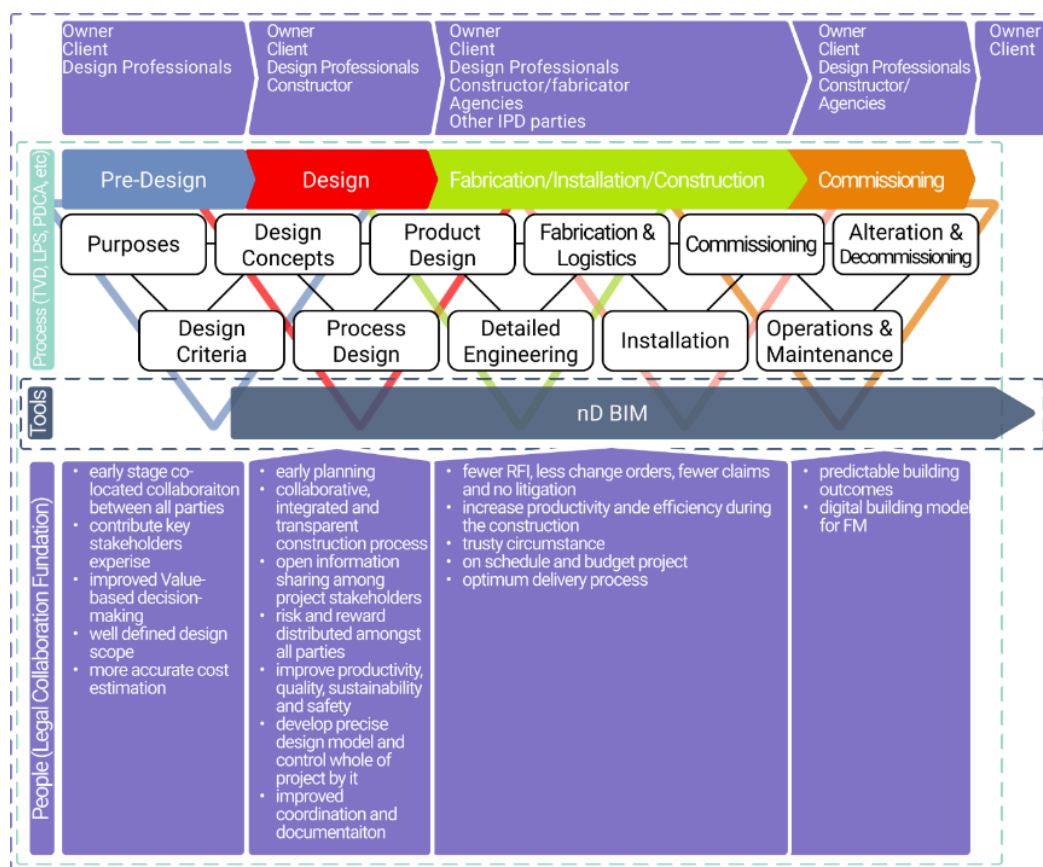 Owner
Client
Design Professionals
Owner
Client
Design Professionals
Constructor
Owner
Client
Design Professionals
Constructor/fabricator
Agencies
Other IPD parties
Owner
Client
Design Professionals
Constructor/
Agencies
Owner
Client
Process (TVD, LPS, PDCA, etc)
Pre-Design
Design
Fabrication/Installation/Construction
Commissioning
Purposes
Design
Concepts
Product
Design
Fabrication &
Logistics
Commissioning
Alteration &
Decommissioning
Design
Criteria
Process
Design
Detailed
Engineering
Installation
Operations &
Maintenance
Tools
nD BIM
People (Legal Collaboration Foundation)
• early stage co-
located collaboraiton
between all parties
• contribute key
stakeholders
experise
• improved Value-
based decision-
making
• well defined design
scope
• more accurate cost
estimation
• early planning
• collaborative,
integrated and
transparent
construction process
• open information
sharing among
project stakeholders
• risk and reward
distributed amongst
all parties
• improve productivity,
quality, sustainability
and safety
• develop precise
design model and
control whole of
project by it
• improved
coordination and
documentaiton
• fewer RFI, less change orders, fewer claims
and no litigation
• increase productivity ande efficiency during
the construction
• trusty circumstance
• on schedule and budget project
• optimum delivery process
• predictable building
outcomes
• digital building model
for FM